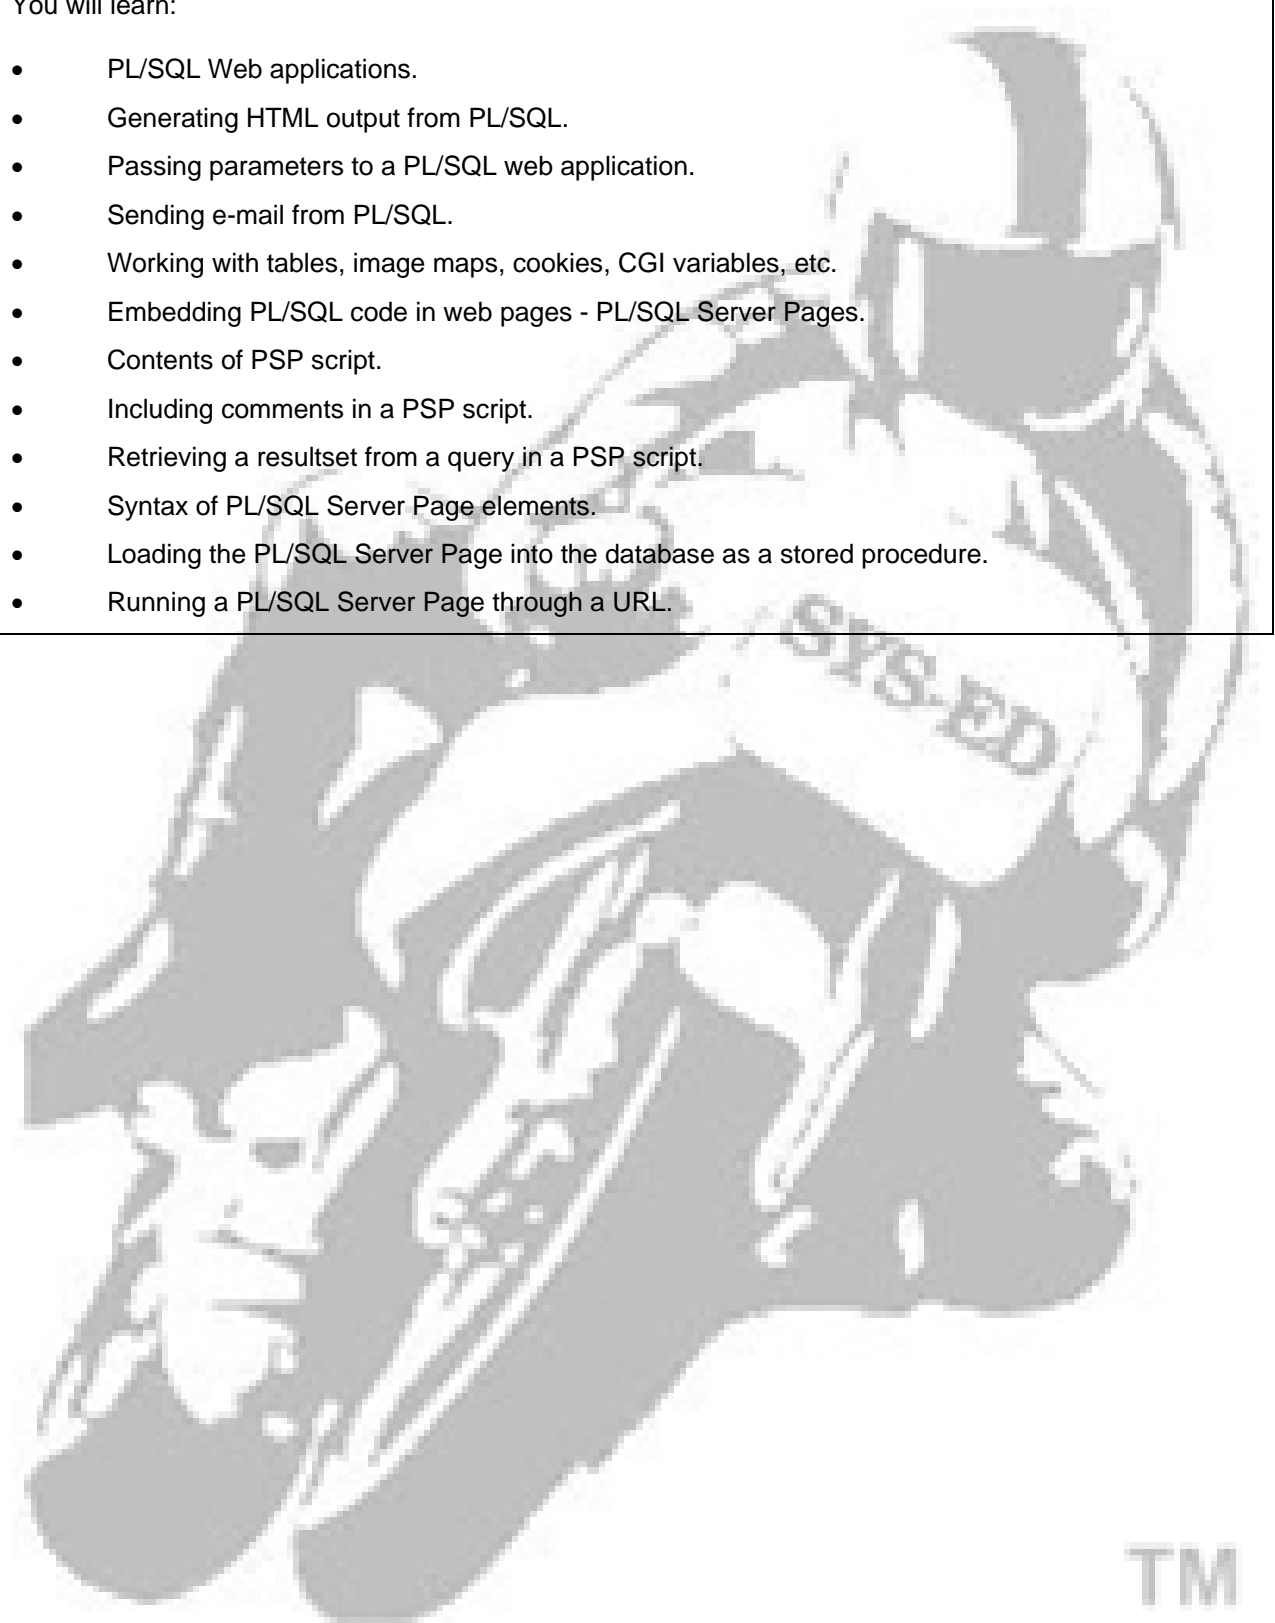 You will learn:
• PL/SQL Web applications.
• Generating HTML output from PL/SQL.
• Passing parameters to a PL/SQL web application.
• Sending e-mail from PL/SQL.
• Working with tables, image maps, cookies, CGI variables, etc.
• Embedding PL/SQL code in web pages - PL/SQL Server Pages.
• Contents of PSP script.
• Including comments in a PSP script.
• Retrieving a resultset from a query in a PSP script.
• Syntax of PL/SQL Server Page elements.
• Loading the PL/SQL Server Page into the database as a stored procedure.
• Running a PL/SQL Server Page through a URL.
SYS-ED
TM